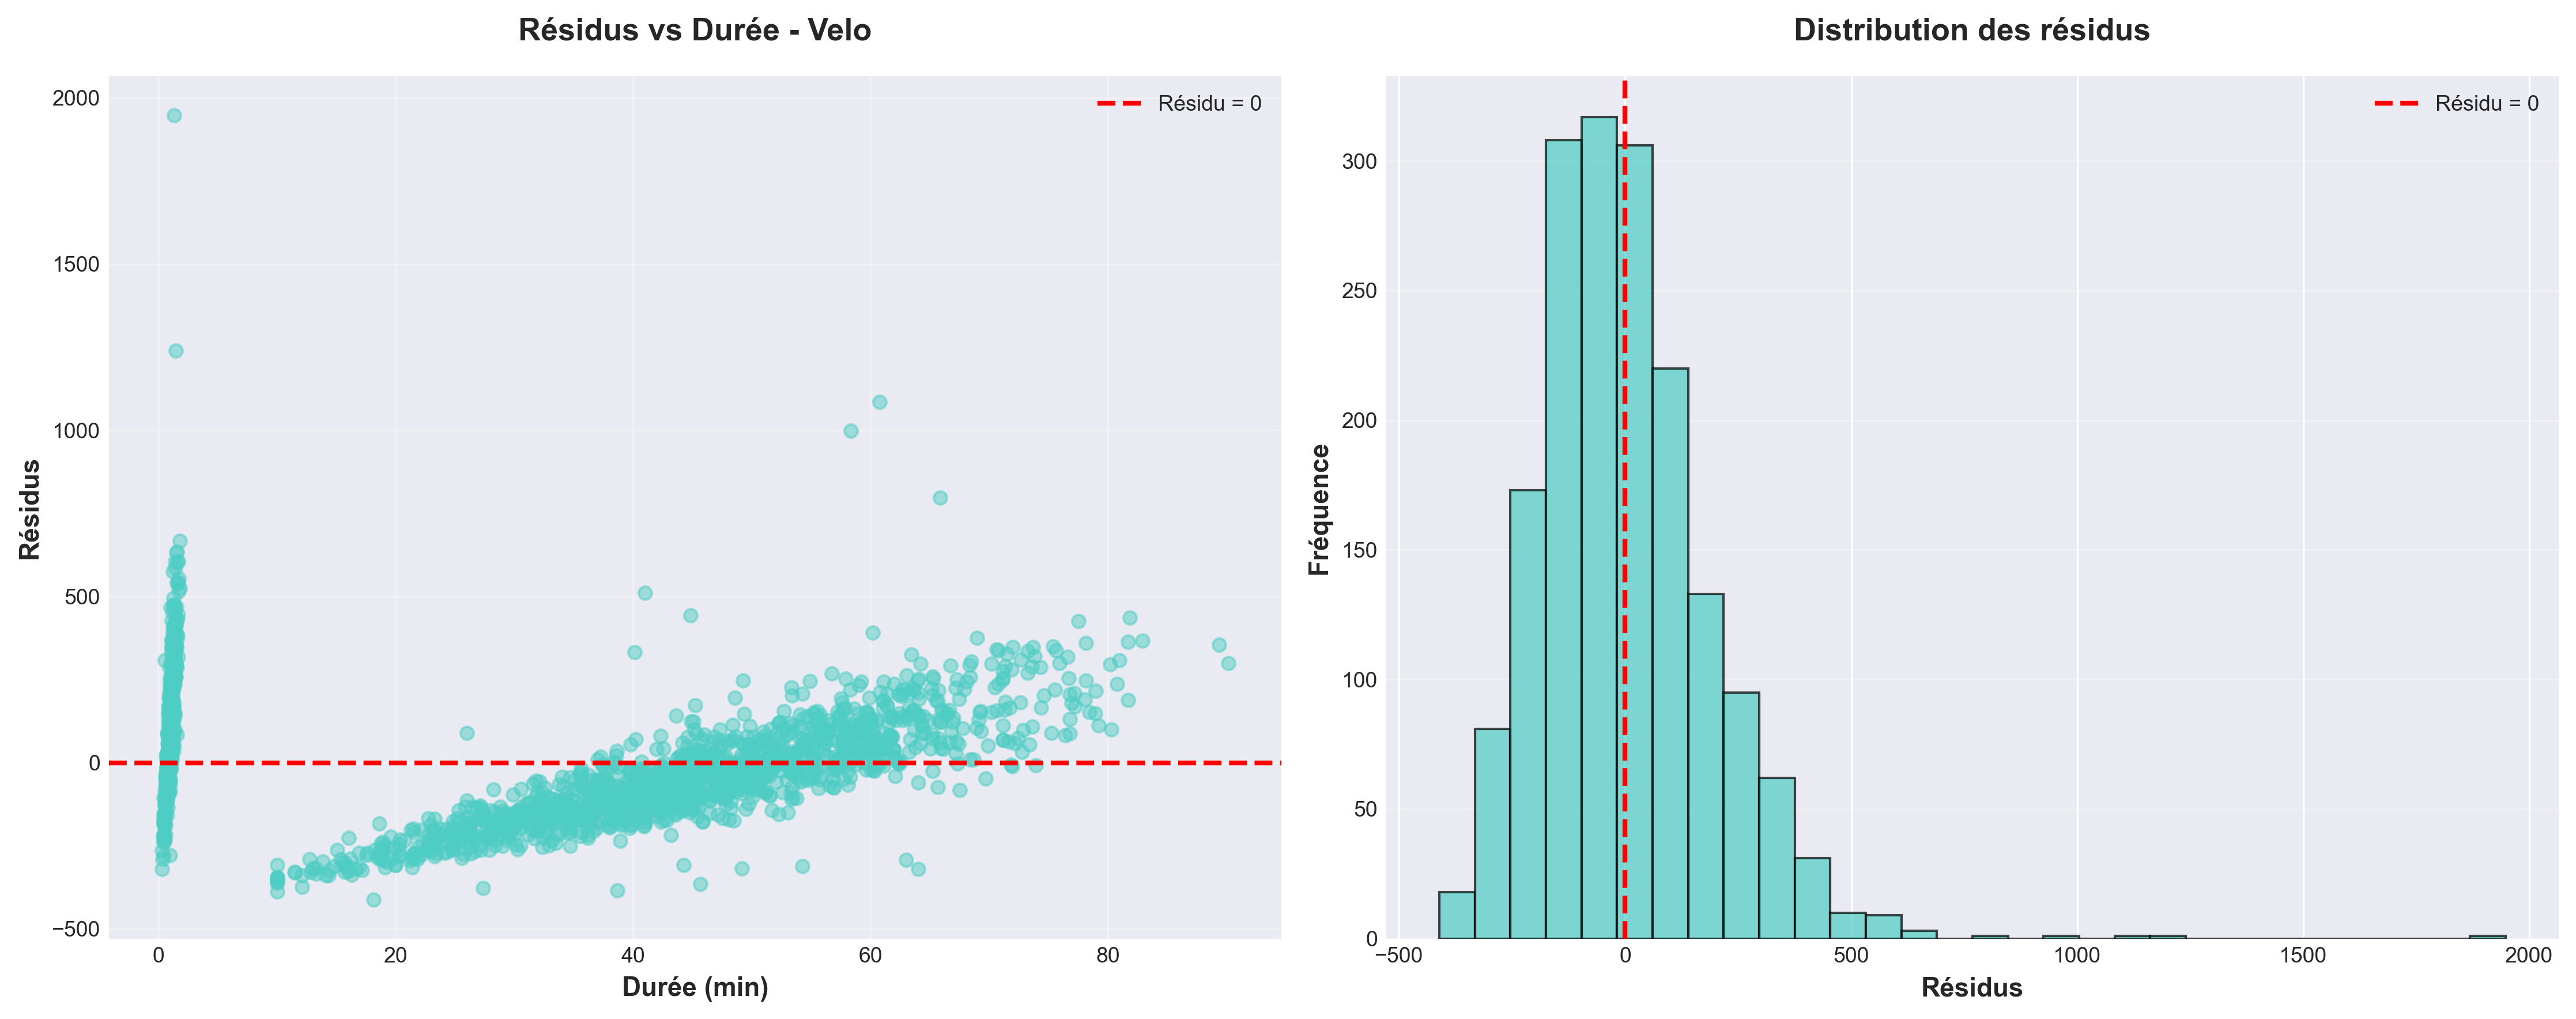 Résidus vs Durée - Velo
Résidu = 0
2000
1500
1000
500
0
−500
0 20 40 60 80
Résidus
Durée (min)
Distribution des résidus
Résidu = 0
300
250
200
150
100
50
0
−500 0 500 1000 1500 2000
Fréquence
Résidus